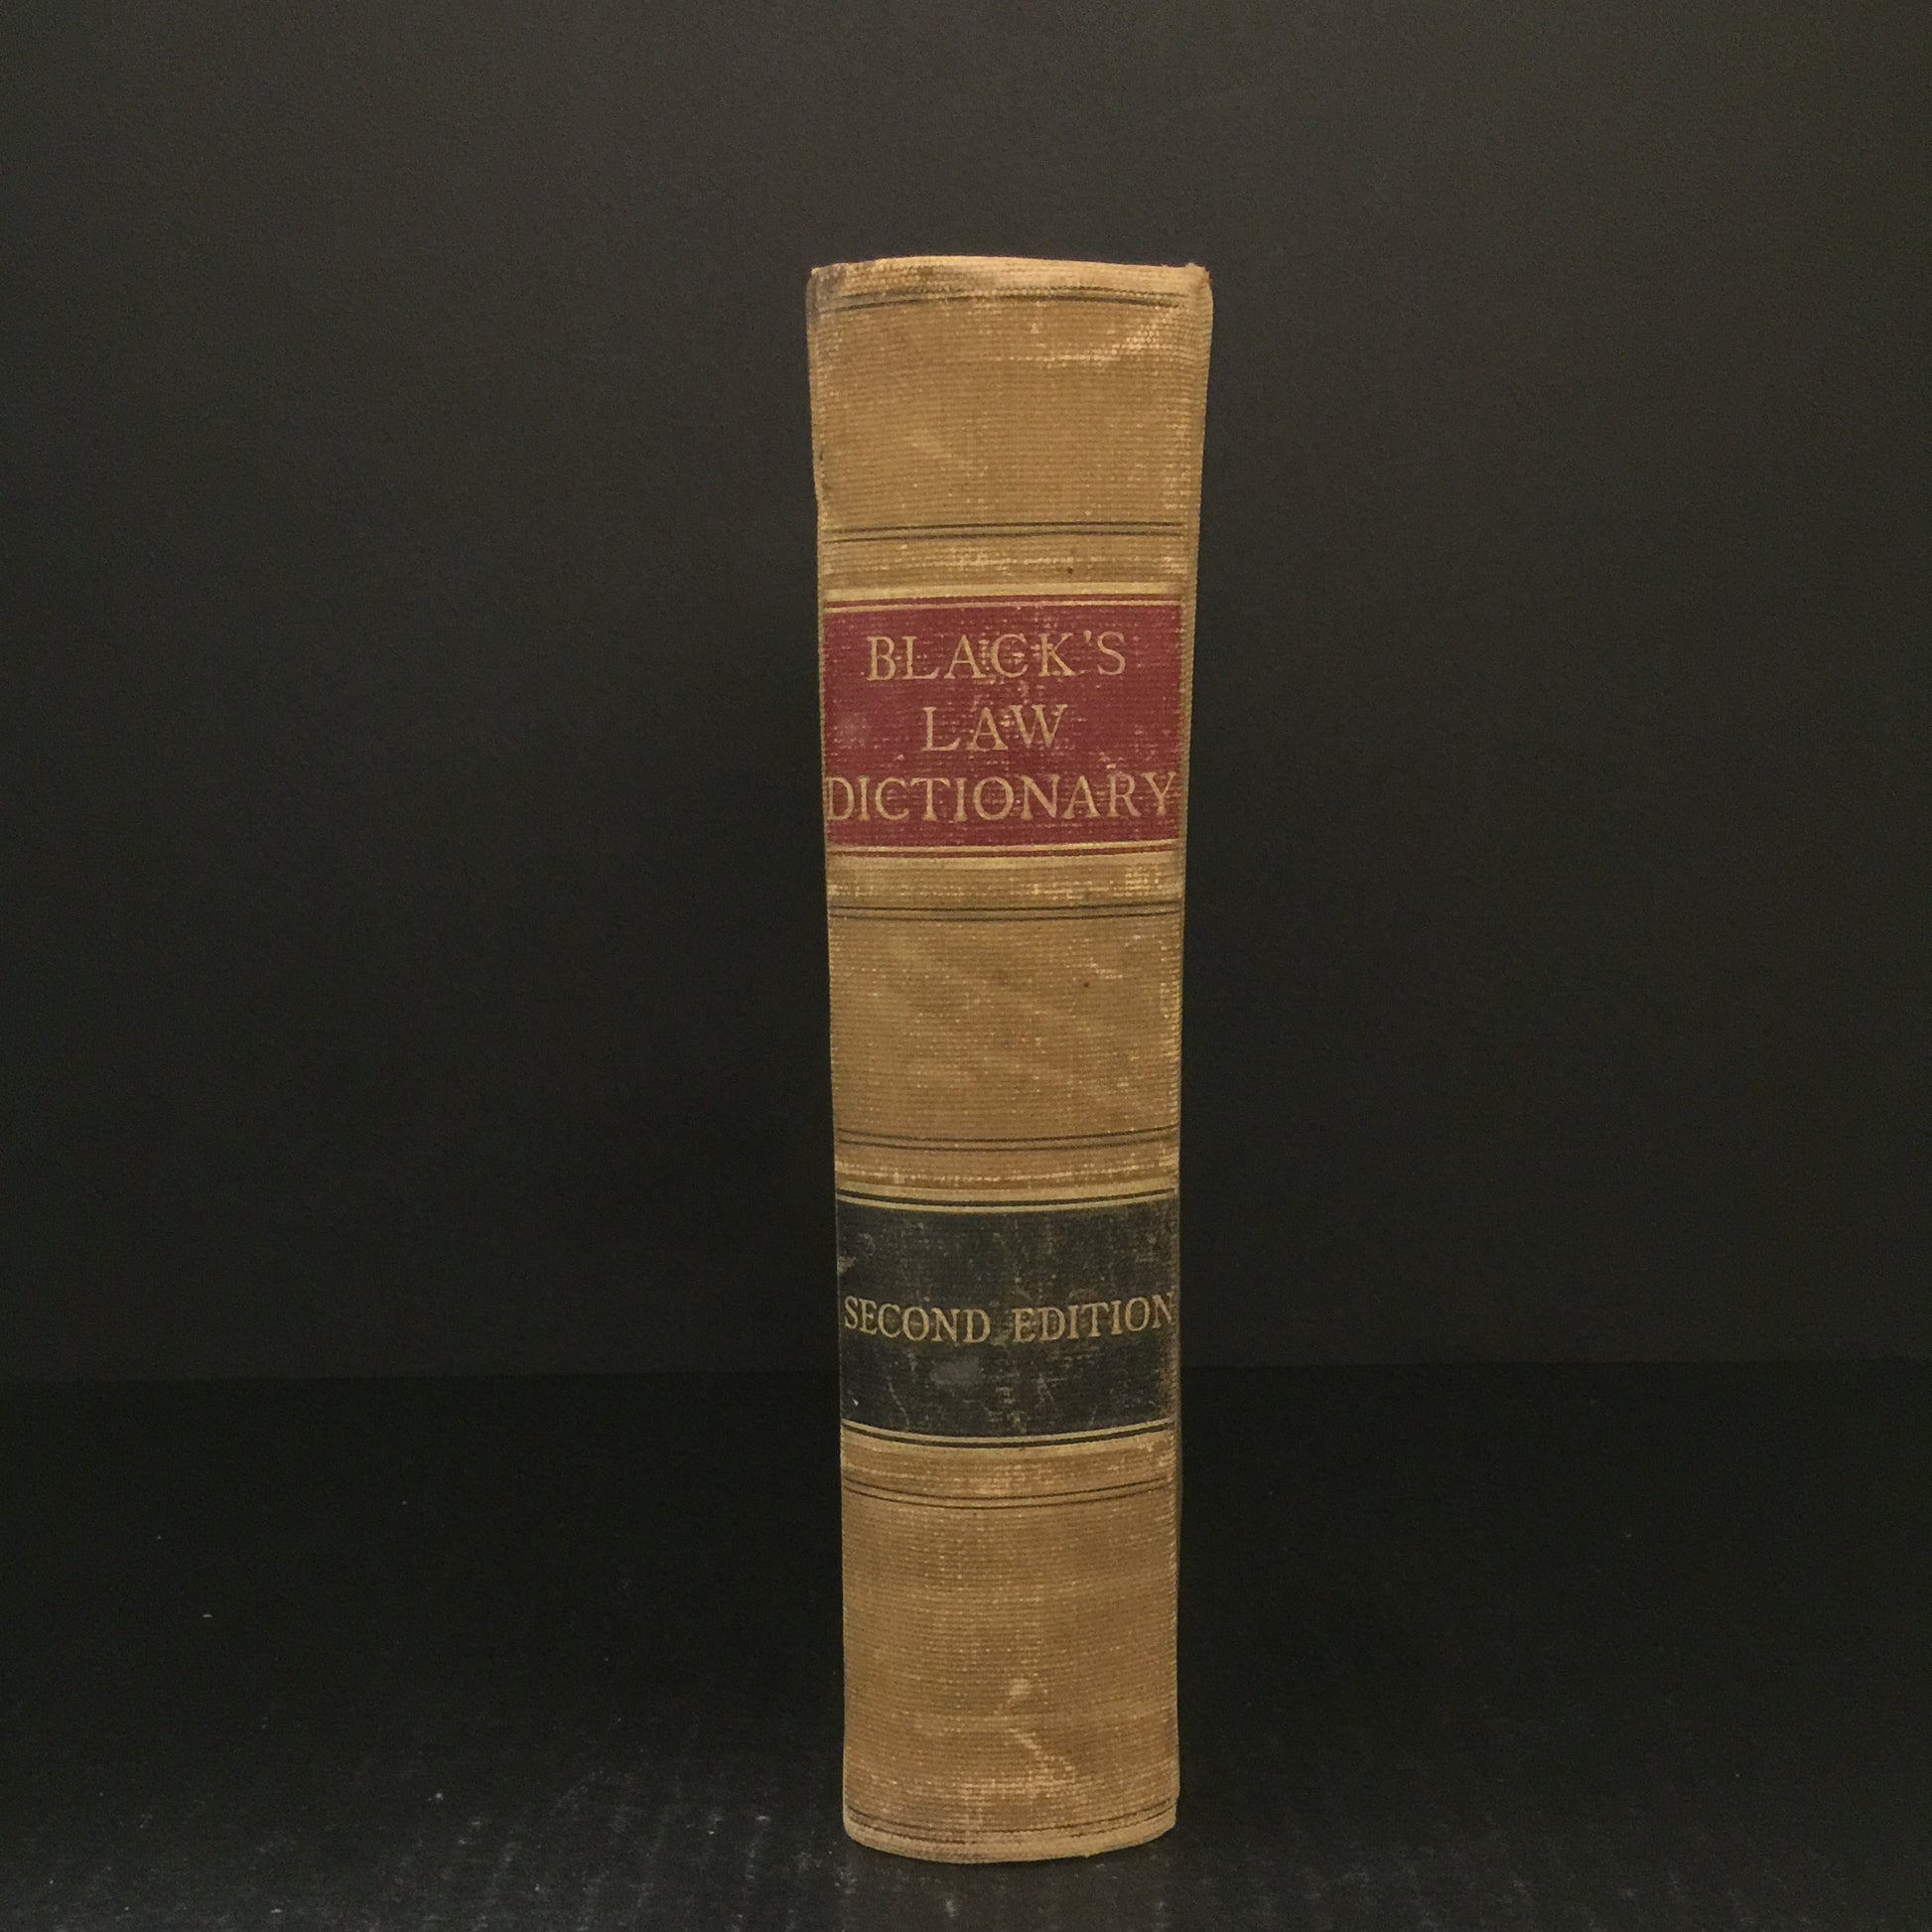 BLACK'S
LAW
DICTIONARY
SECOND EDITION